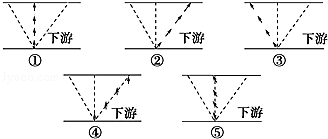 下游 下游 下游
① ② ③
下游 下游
④ ⑤